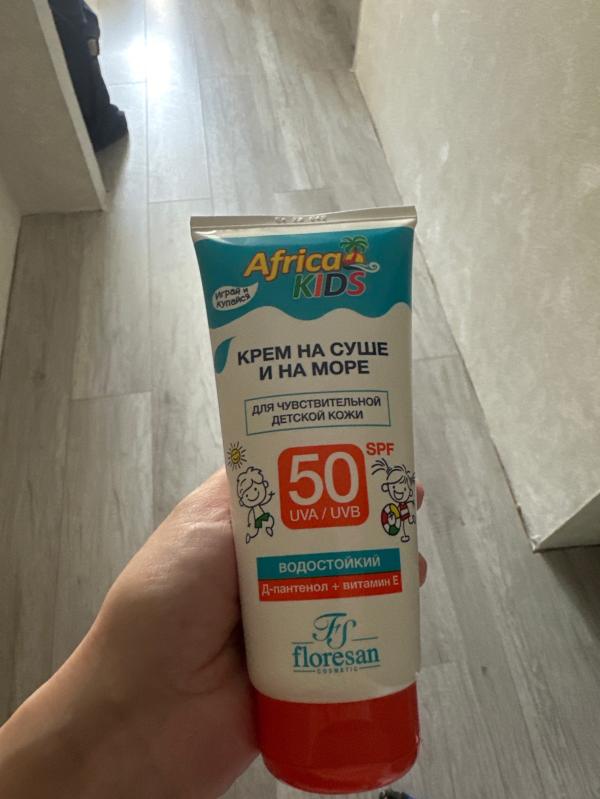 Africa
KIDS
Играй и
купайся
КРЕМ НА СУШЕ
И НА МОРЕ
ДЛЯ ЧУВСТВИТЕЛЬНОЙ
ДЕТСКОЙ КОЖИ
SPF
50
UVA / UVB
ВОДОСТОЙКИЙ
Д-пантенол + витамин Е
FS
floresan
COSMETIC